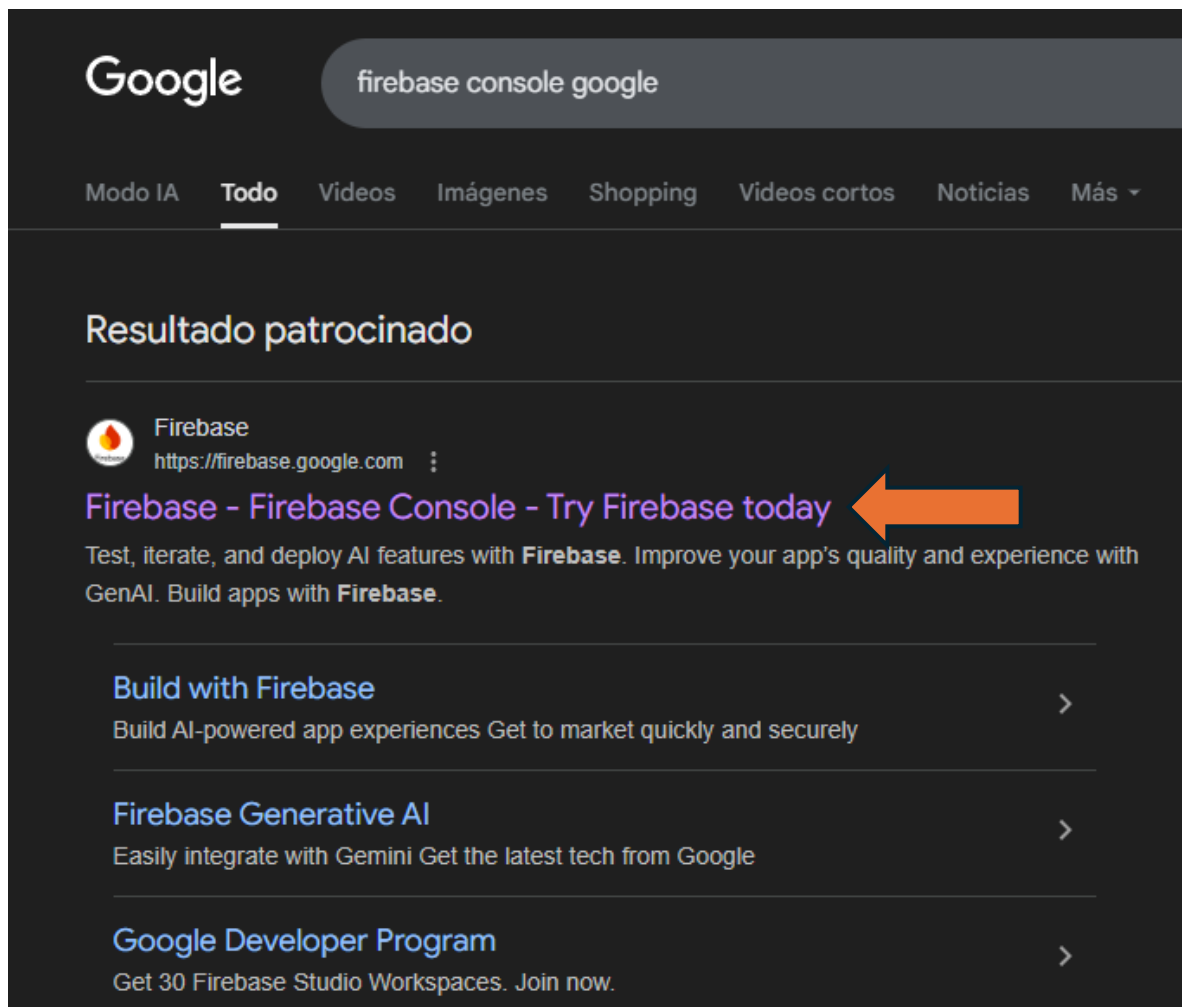 Google
firebase console google
Modo IA Todo Videos Imágenes Shopping Videos cortos Noticias Más
Resultado patrocinado
Firebase
https://firebase.google.com
Firebase - Firebase Console - Try Firebase today
Test, iterate, and deploy AI features with Firebase. Improve your app's quality and experience with
GenAI. Build apps with Firebase.
Build with Firebase
Build AI-powered app experiences Get to market quickly and securely
Firebase Generative AI
Easily integrate with Gemini Get the latest tech from Google
Google Developer Program
Get 30 Firebase Studio Workspaces. Join now.